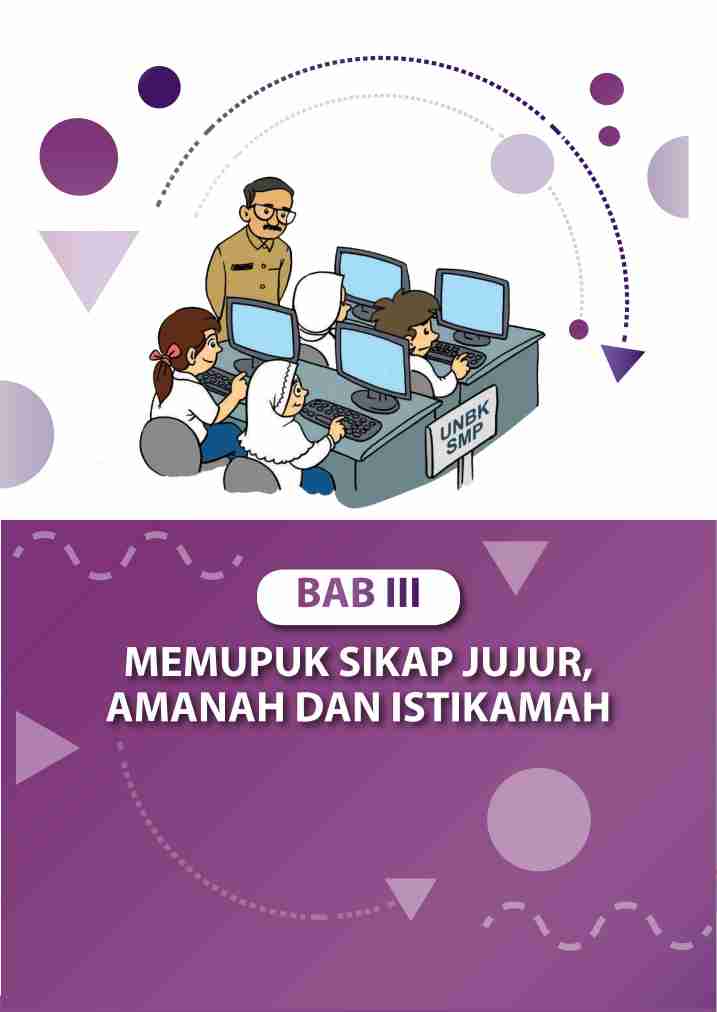 UNBK
SMP
BAB III
MEMUPUK SIKAP JUJUR,
AMANAH DAN ISTIKAMAH